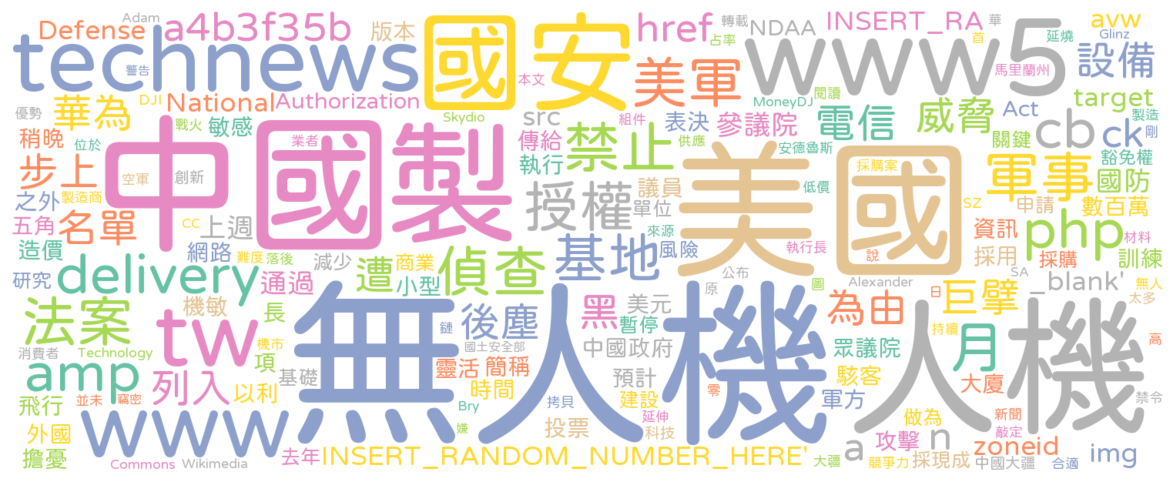 Adam
Defense
a4b3f35b
版本
technews
警告
國安
href
占率
轉載
NDAA
INSERT_RA
華
首
avw
Glinz
延燒
www
5
設備
本文
美軍
馬里蘭州
優勢
華為
DJI
National
Authorization
Skydio
MoneyDJ
閱讀
Act
target
製造
剛
戰火
敏感
src
組件
表決
參議院
電信
威脅
關鍵
cb
ck
稍晚
位於
中國製
業者
傳給
執行
禁止
供應
安德魯斯
豁免權
步上
空軍
創新
美國
採購案
軍事
國防
之外
製造商
名單
CC
上週
授權
議員
單位
低價
SZ
申請
數百萬
五角
造價
網路
來源
風險
執行長
說
資訊
php
材料
研究
delivery
難度
落後
減少
遭
商業
小型
偵查
基地
公布
採用
採購
訓練
機敏
通過
原
圖
SA
_blank'
無人
太多
Alexander
法案
長
無人機
黑
美元
暫停
為由
日
巨擘
tw
鏈
後塵
人機
消費者
Technology
機市
項
國土安全部
中國政府
眾議院
持續
月
高
amp
列入
以利
基礎
靈活
簡稱
時間
零
預計
駭客
大廈
飛行
並未
竊密
Bry
拷貝
建設
軍方
禁令
www
外國
嫌
投票
延伸
科技
做為
新聞
敲定
擔憂
Commons
Wikimedia
去年
INSERT_RANDOM_NUMBER_HERE'
大疆
a
攻擊
競爭力
n
採現成
zoneid
中國大疆
合適
img